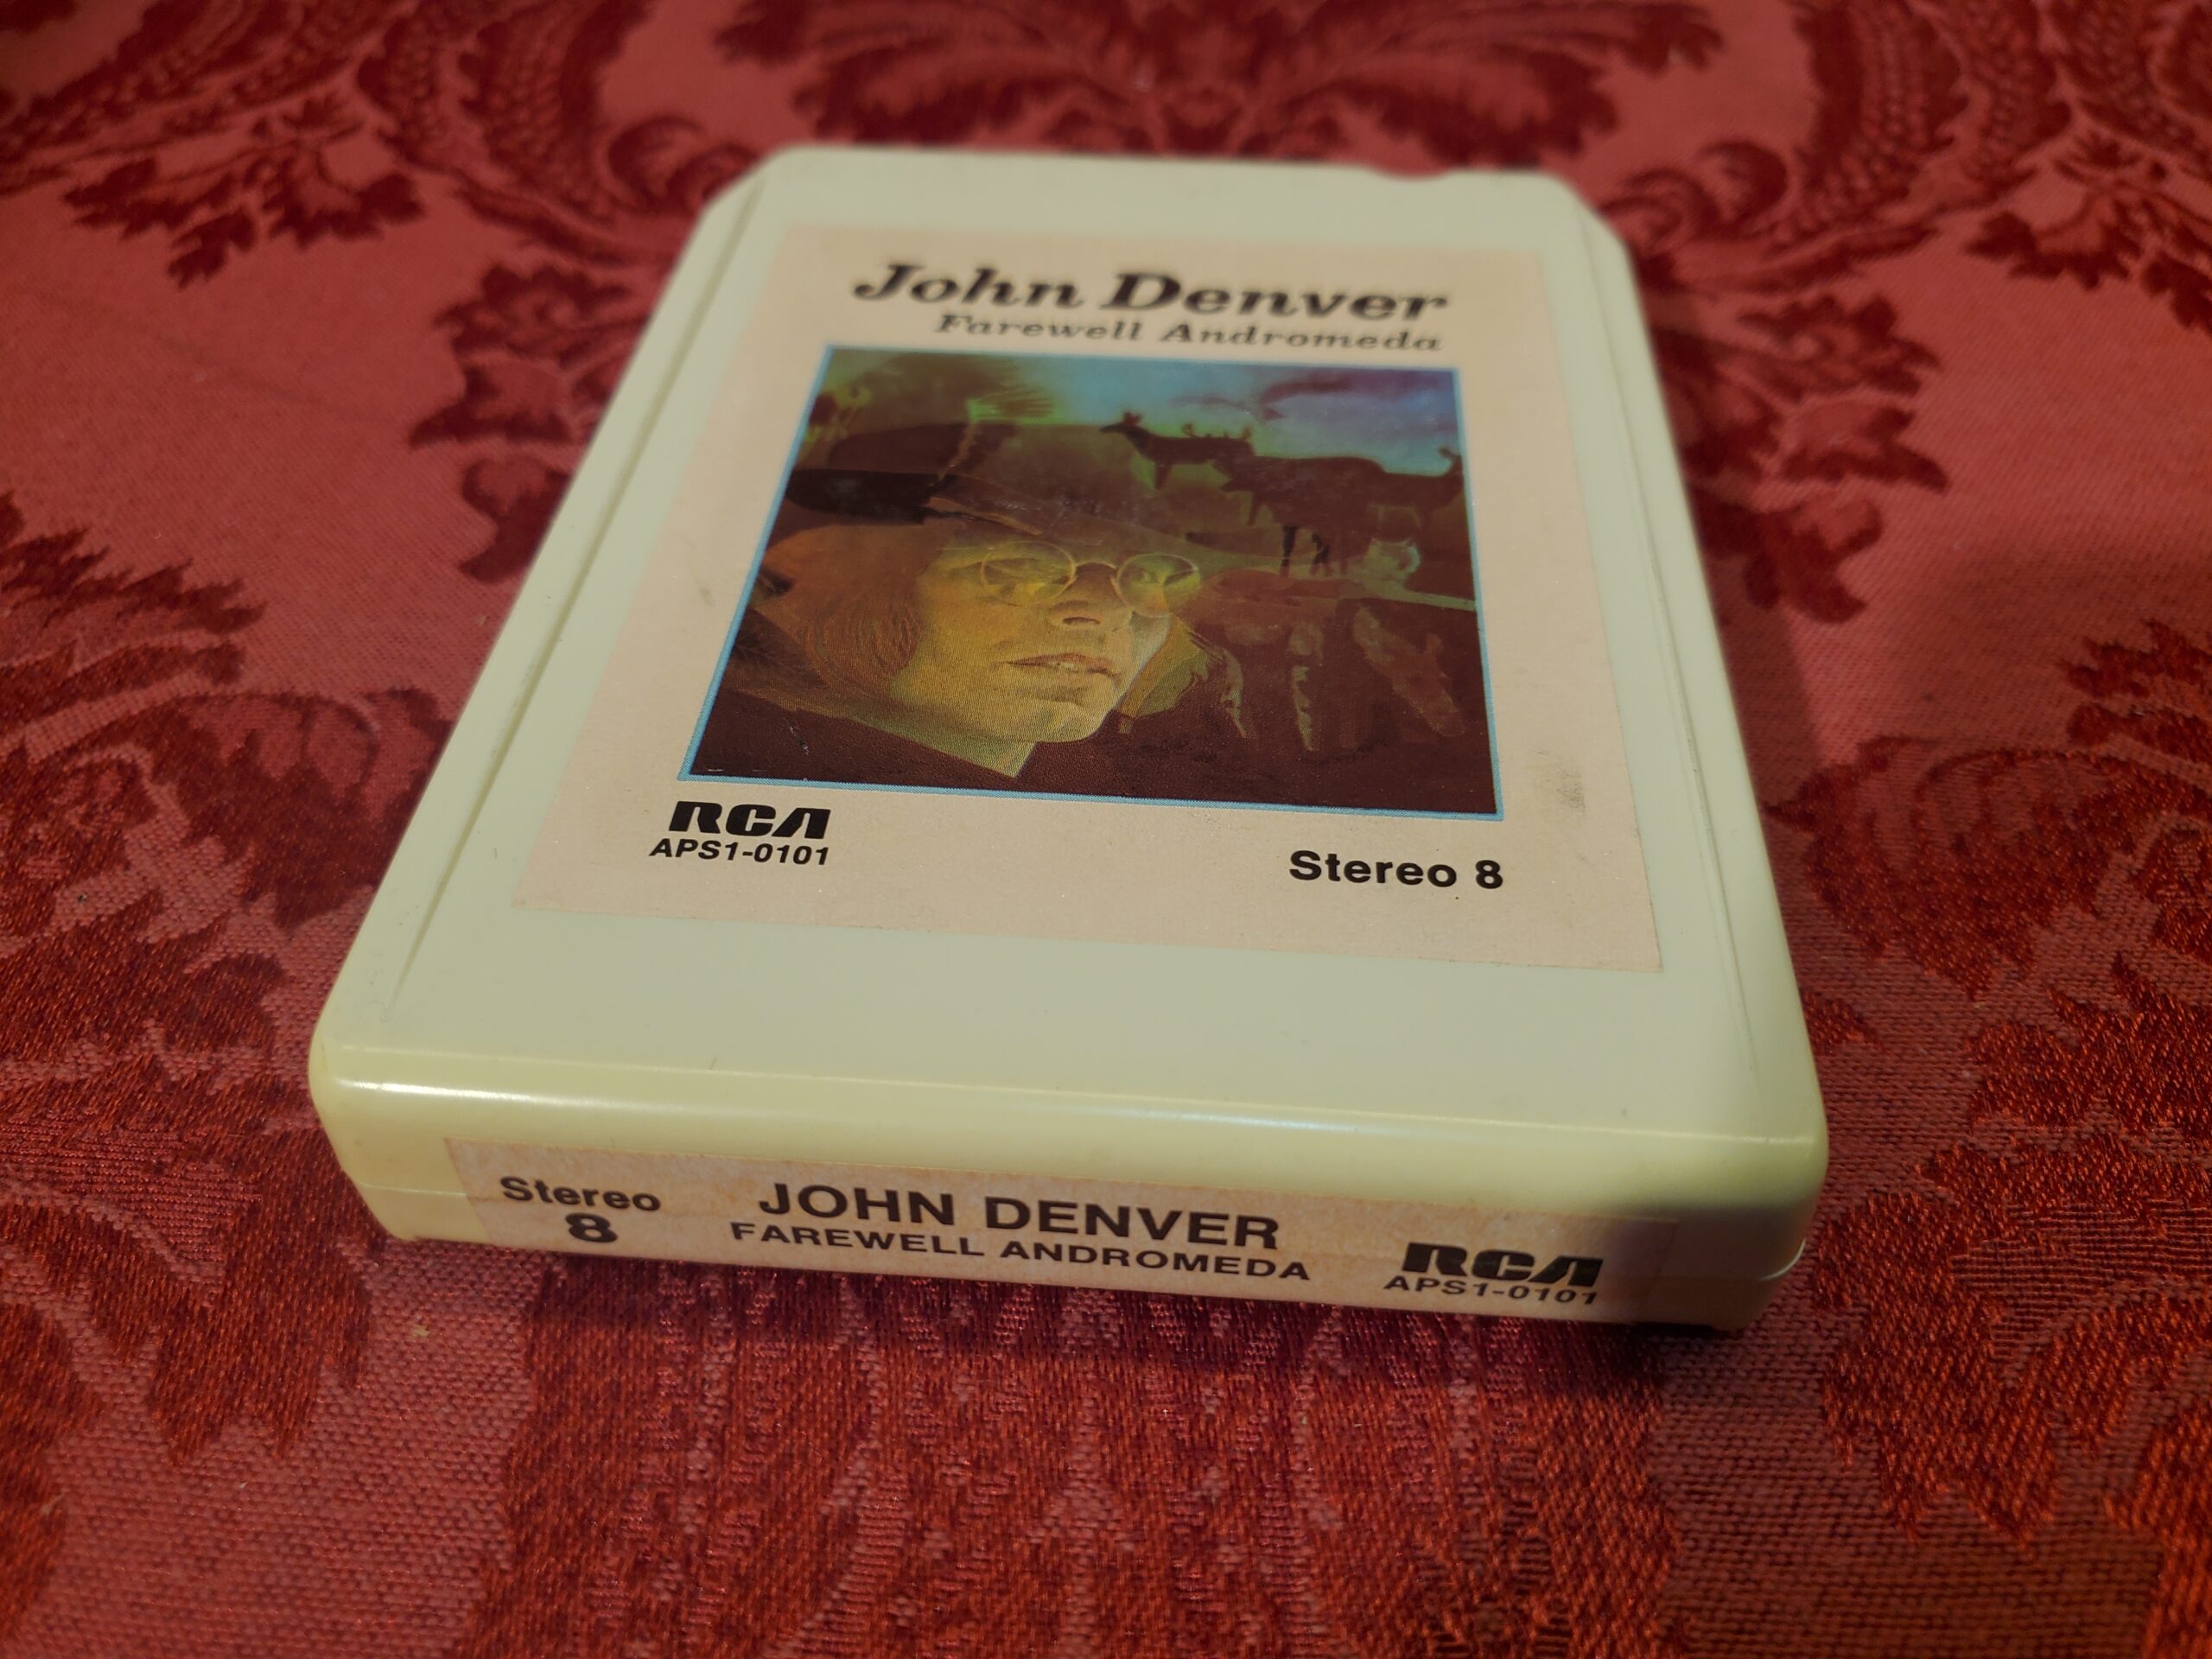 John Denver
Farewell Andromeda
RCA
APS1-0101
Stereo 8
Stereo
8
JOHN DENVER
FAREWELL ANDROMEDA
RCA
APS1-0101